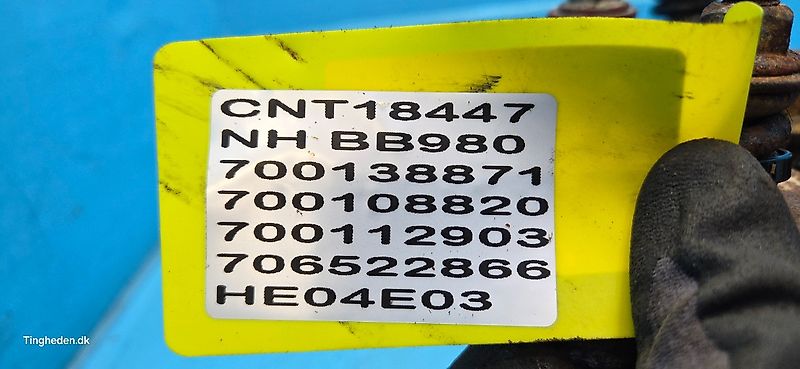 CNT18447
NH BB980
700138871
700108820
700112903
706522866
HE04E03
Tingheden.dk